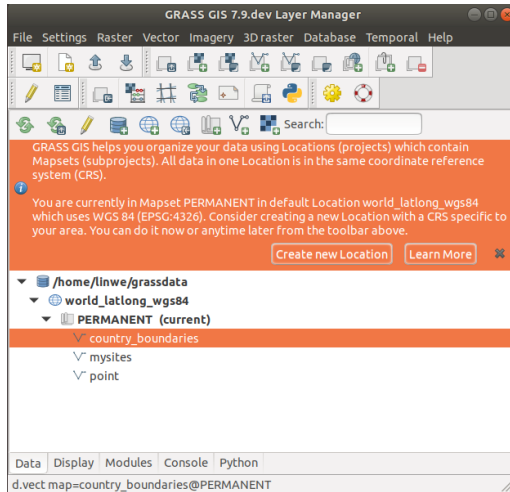 GRASS GIS 7.9.dev Layer Manager
File Settings Raster Vector Imagery 3D raster Database Temporal Help
Search:
GRASS GIS helps you organize your data using Locations (projects) which contain
Mapsets (subprojects). All data in one Location is in the same coordinate reference
system (CRS).
You are currently in Mapset PERMANENT in default Location world_latlong_wgs84
which uses WGS 84 (EPSG:4326). Consider creating a new Location with a CRS specific to
your area. You can do it now or anytime later from the toolbar above.
Create new Location Learn More
/home/linwe/grassdata
world_latlong_wgs84
PERMANENT (current)
country_boundaries
mysites
point
Data Display Modules Console Python
d.vect map=country_boundaries@PERMANENT